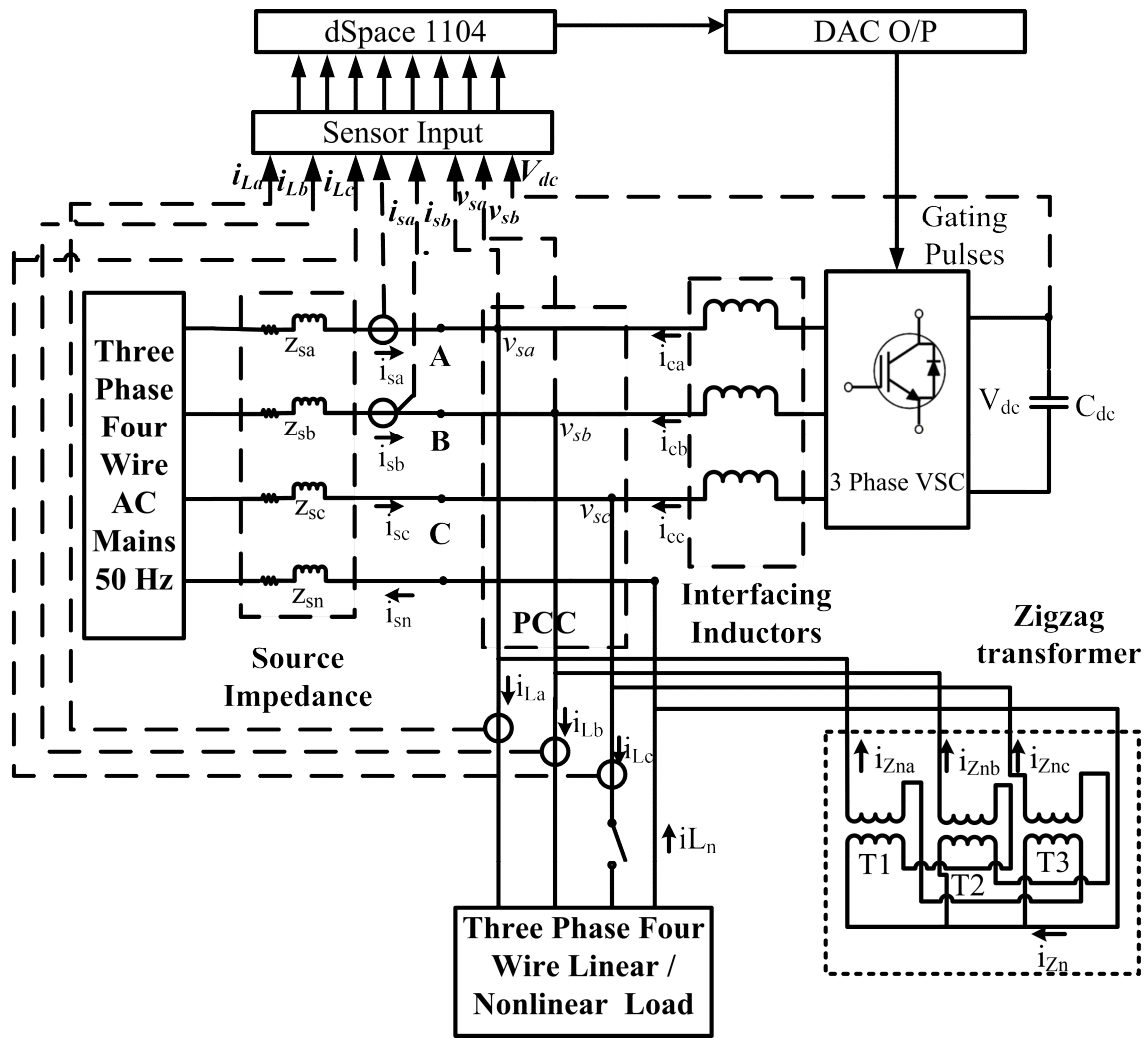 dSpace 1104
DAC O/P
Sensor Input
iLa
iLb
iLc
isa
isb
vsa
vsb
Vdc
Gating
Pulses
Three
Phase
Four
Wire
AC
Mains
50 Hz
zsa
isa
A
vsa
ica
zsb
isb
B
vsb
icb
zsc
isc
C
vsc
icc
zsn
isn
PCC
3 Phase VSC
Vdc
Cdc
Source
Impedance
Interfacing
Inductors
Zigzag
transformer
iLa
iLb
iLc
iLn
iZna
iZnb
iZnc
T1
T2
T3
iZn
Three Phase Four
Wire Linear /
Nonlinear Load